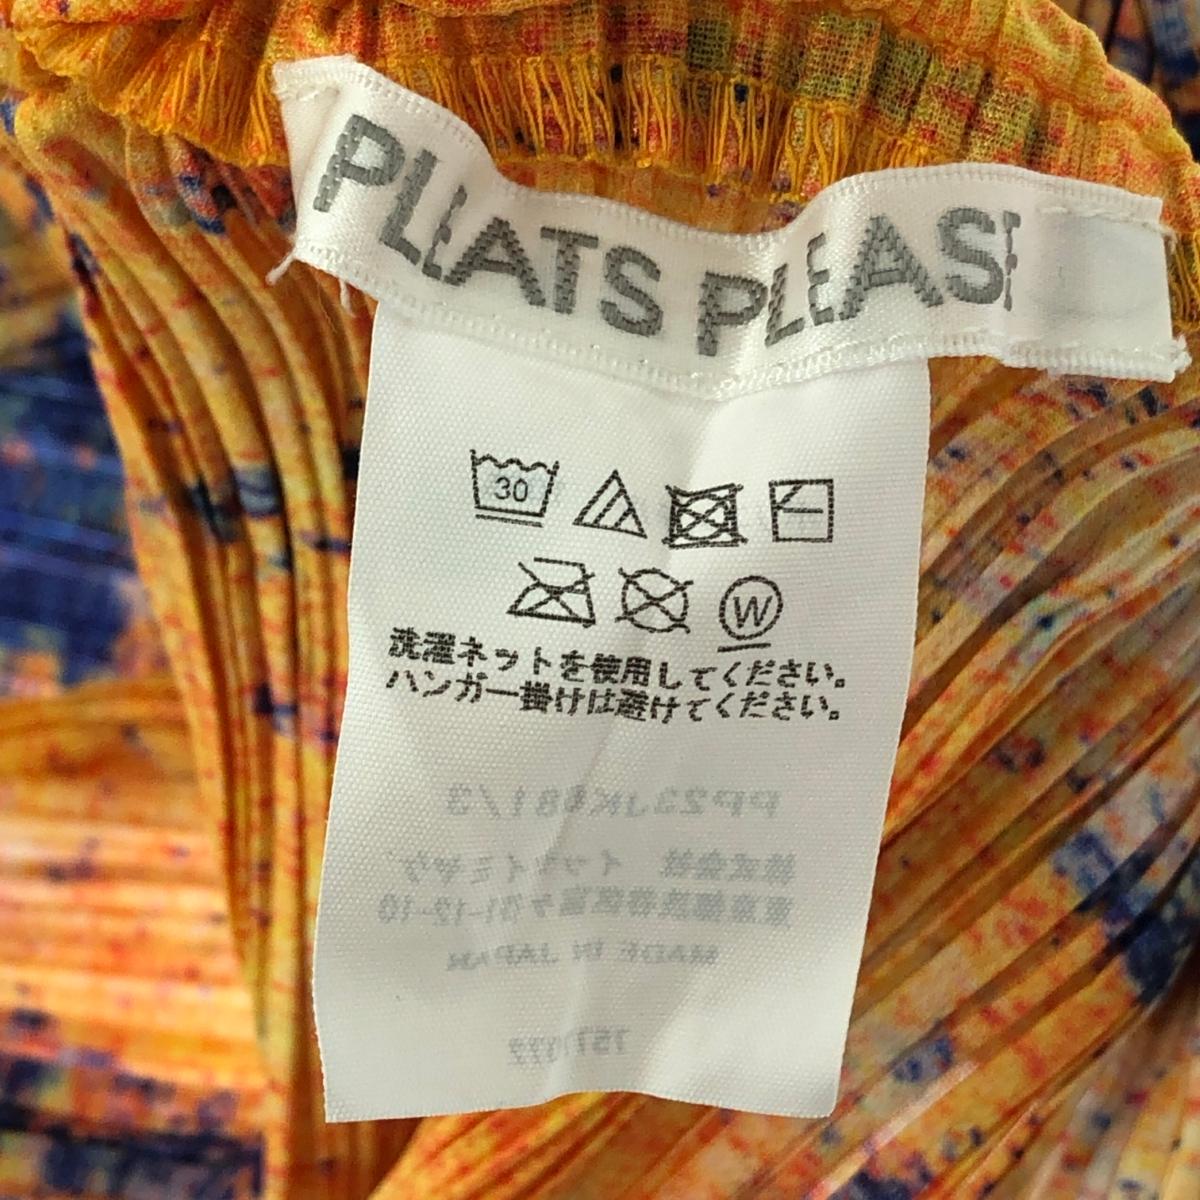 PLEATS PLEASE
30
W
洗濯ネットを使用してください。
ハンガー掛けは避けてください。
株式会社 イッセイミヤケ
MADE IN JAPAN